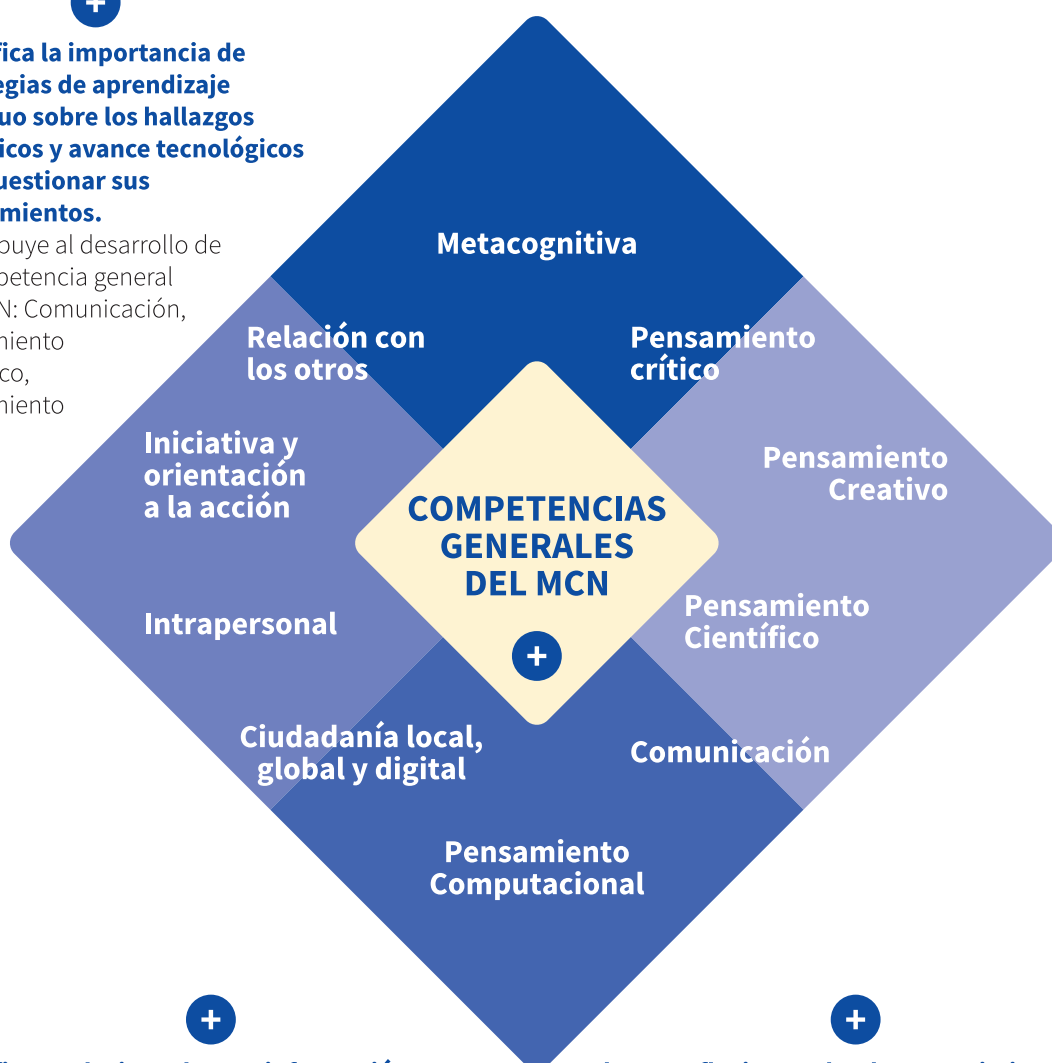 +
fica la importancia de
egias de aprendizaje
uo sobre los hallazgos
icos y avance tecnológicos
uestionar sus
mientos.
buye al desarrollo de
petencia general
N: Comunicación,
niento
co,
niento
Metacognitiva
Relación con
los otros
Pensamiento
crítico
Iniciativa y
orientación
a la acción
Pensamiento
Creativo
COMPETENCIAS
GENERALES
DEL MCN
+
Intrapersonal
Pensamiento
Científico
Ciudadanía local,
global y digital
Comunicación
Pensamiento
Computacional
+
+